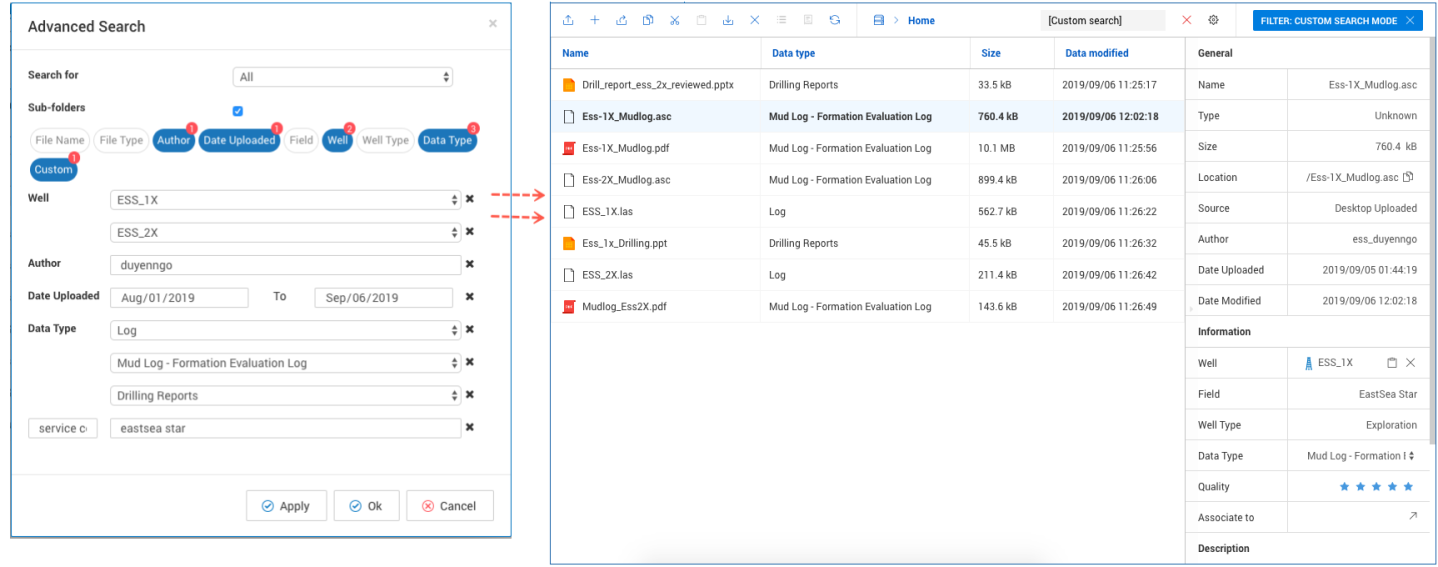 Advanced Search
Search for All
Sub-folders
File Name File Type Author 1 Date Uploaded 1 Field Well 2 Well Type Data Type 3
Custom 1
Well ESS_1X
ESS_2X
Author duyenngo
Date Uploaded Aug/01/2019 To Sep/06/2019
Data Type Log
Mud Log - Formation Evaluation Log
Drilling Reports
service c eastsea star
Apply Ok Cancel
Home [Custom search] FILTER: CUSTOM SEARCH MODE
Name Data type Size Data modified
Drill_report_ess_2x_reviewed.pptx Drilling Reports 33.5 kB 2019/09/06 11:25:17
Ess-1X_Mudlog.asc Mud Log - Formation Evaluation Log 760.4 kB 2019/09/06 12:02:18
Ess-1X_Mudlog.pdf Mud Log - Formation Evaluation Log 10.1 MB 2019/09/06 11:25:56
Ess-2X_Mudlog.asc Mud Log - Formation Evaluation Log 899.4 kB 2019/09/06 11:26:06
ESS_1X.las Log 562.7 kB 2019/09/06 11:26:22
Ess_1x_Drilling.ppt Drilling Reports 45.5 kB 2019/09/06 11:26:32
ESS_2X.las Log 211.4 kB 2019/09/06 11:26:42
Mudlog_Ess2X.pdf Mud Log - Formation Evaluation Log 143.6 kB 2019/09/06 11:26:49
General
Name Ess-1X_Mudlog.asc
Type Unknown
Size 760.4 kB
Location /Ess-1X_Mudlog.asc
Source Desktop Uploaded
Author ess_duyenngo
Date Uploaded 2019/09/05 01:44:19
Date Modified 2019/09/06 12:02:18
Information
Well ESS_1X
Field EastSea Star
Well Type Exploration
Data Type Mud Log - Formation
Quality
Associate to
Description